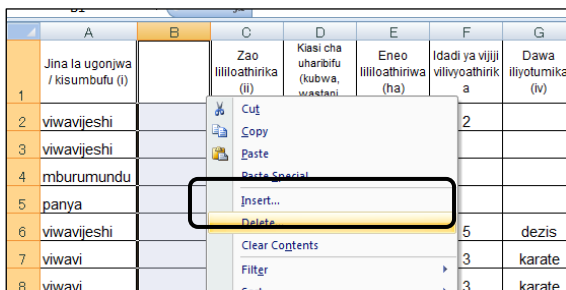 A B C D E F G
Jina la ugonjwa / kisumbufu (i)
Zao lililoathirika (ii)
Kiasi cha uharibifu (kubwa, wastani
Eneo lililoathiriwa (ha)
Idadi ya vijiji vilivyoathirika
Dawa iliyotumika (iv)
1
2 viwavijeshi 2
3 viwavijeshi
4 mburumundu
5 panya
6 viwavijeshi 5 dezis
7 viwavi 3 karate
8 viwavi 3 karate
Cut
Copy
Paste
Paste Special
Insert...
Delete
Clear Contents
Filter